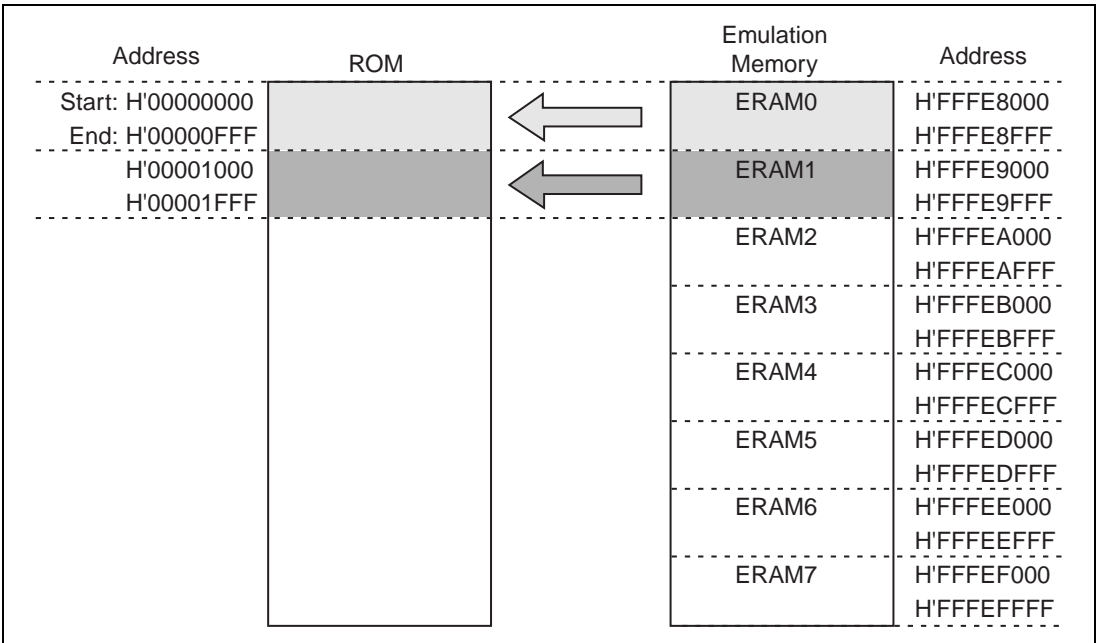 Address ROM Emulation Memory Address
Start: H'00000000 ERAM0 H'FFFE8000
End: H'00000FFF H'FFFE8FFF
H'00001000 ERAM1 H'FFFE9000
H'00001FFF H'FFFE9FFF
ERAM2 H'FFFEA000
H'FFFEAFFF
ERAM3 H'FFFEB000
H'FFFEBFFF
ERAM4 H'FFFEC000
H'FFFECFFF
ERAM5 H'FFFED000
H'FFFEDFFF
ERAM6 H'FFFEE000
H'FFFEEFFF
ERAM7 H'FFFEF000
H'FFFEFFFF